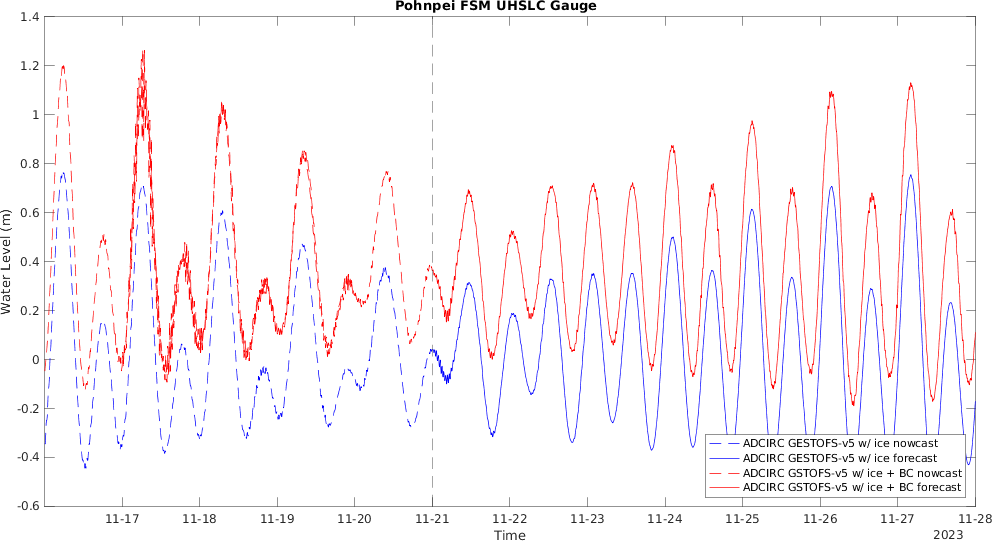 Pohnpei FSM UHSLC Gauge
Water Level (m)
1.4
1.2
1
0.8
0.6
0.4
0.2
0
-0.2
-0.4
-0.6
ADCIRC GESTOFS-v5 w/ ice nowcast
ADCIRC GESTOFS-v5 w/ ice forecast
ADCIRC GSTOFS-v5 w/ ice + BC nowcast
ADCIRC GSTOFS-v5 w/ ice + BC forecast
11-17 11-18 11-19 11-20 11-21 11-22 11-23 11-24 11-25 11-26 11-27 11-28
Time 2023